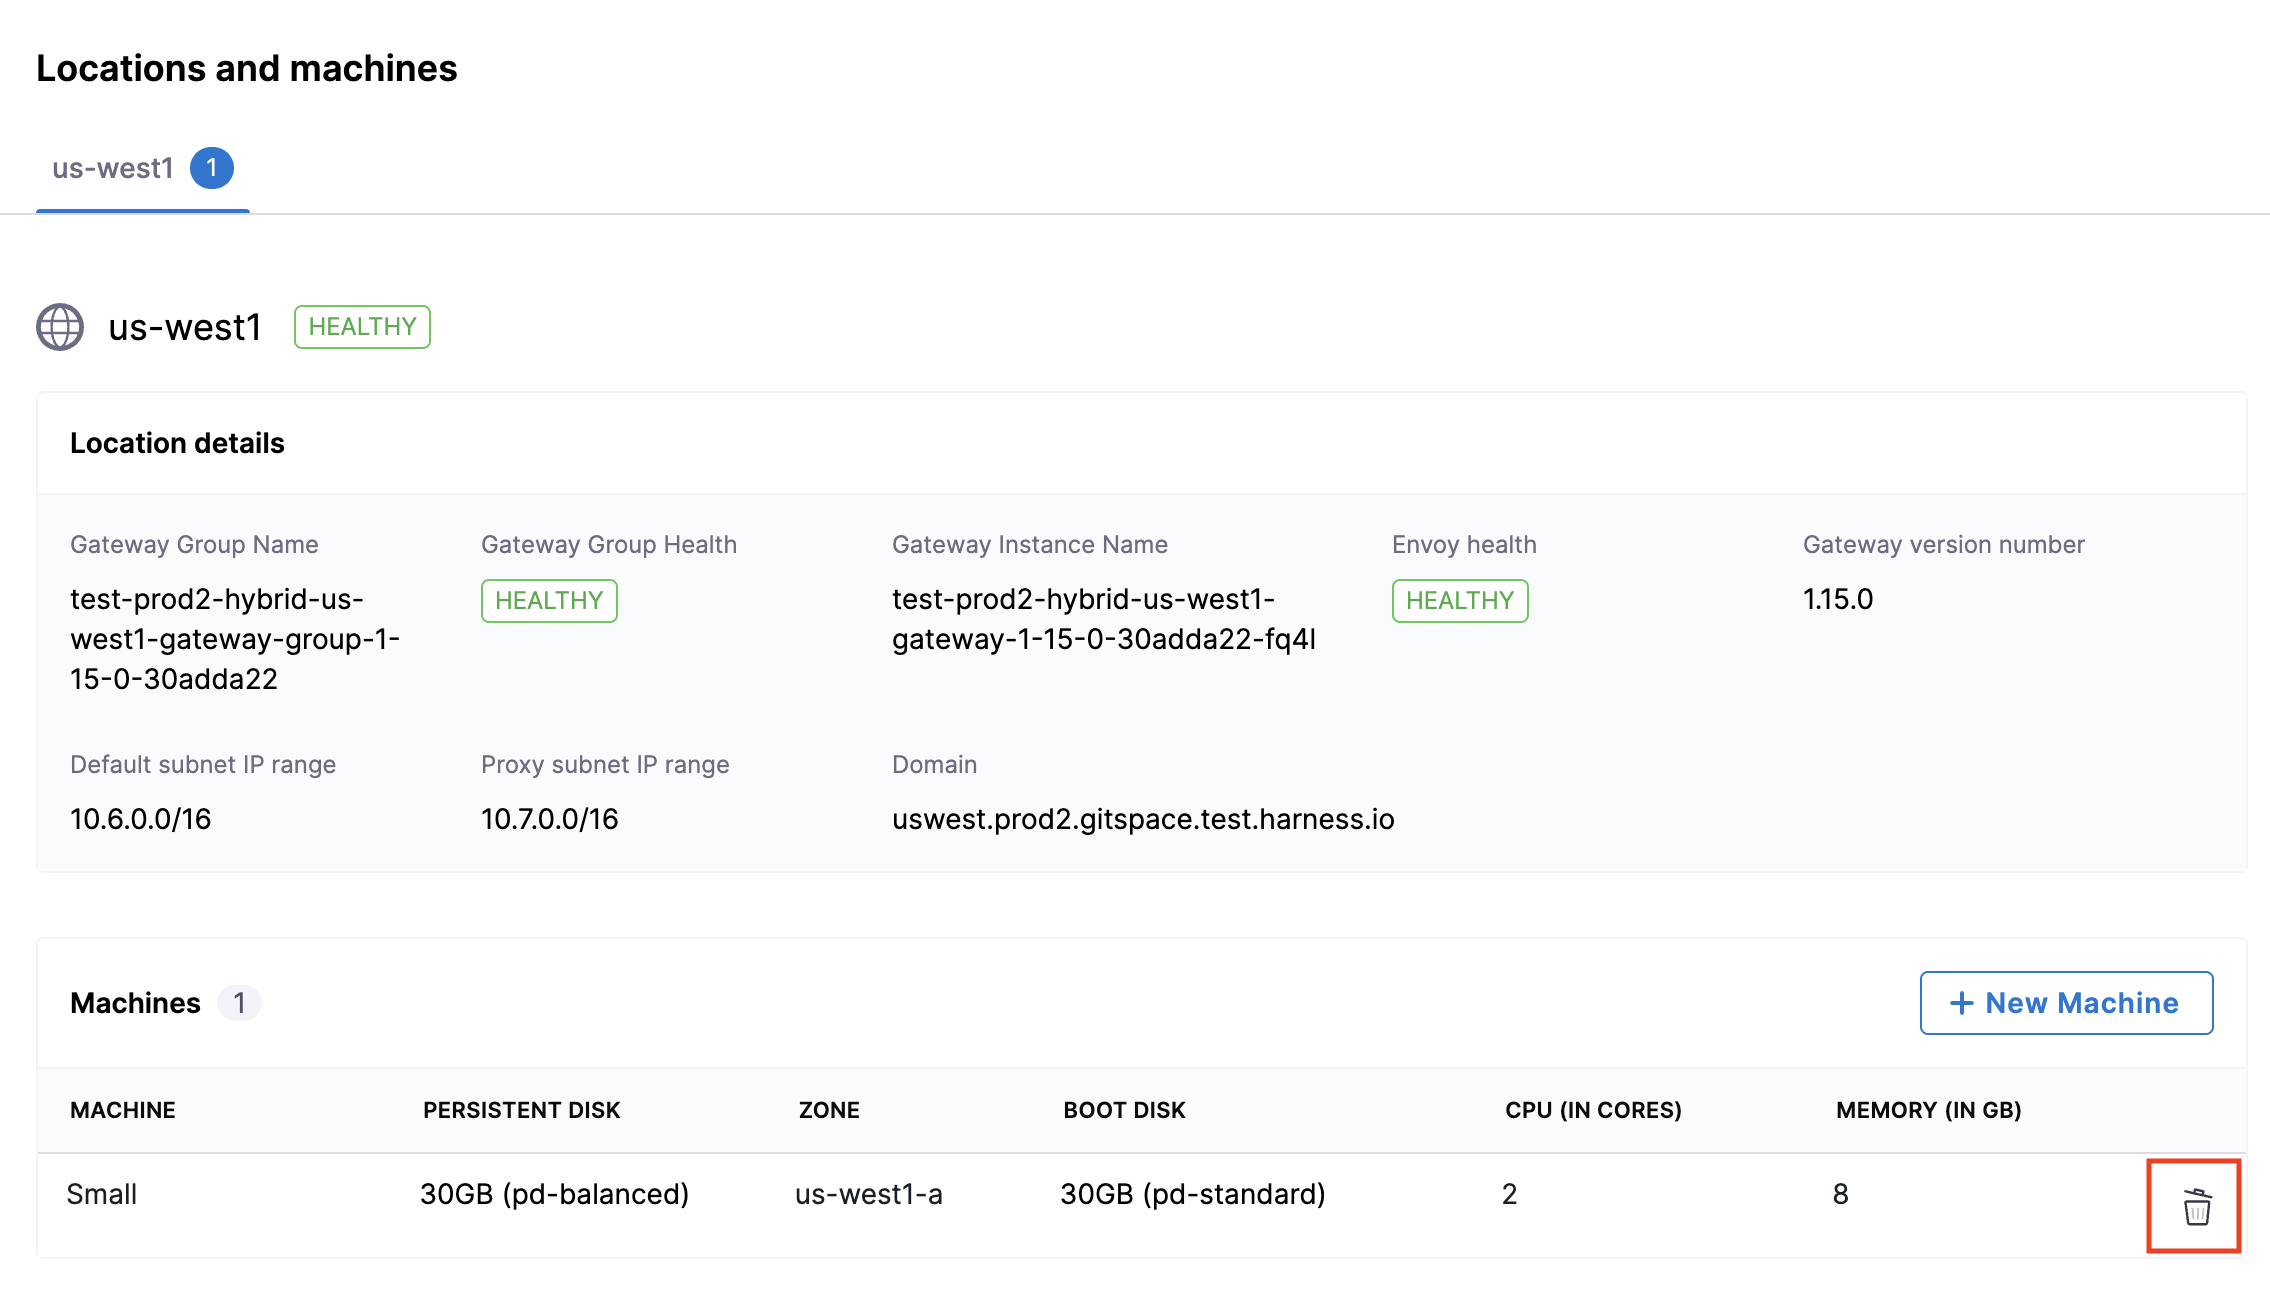 Locations and machines
us-west1 1
us-west1 HEALTHY
Location details
Gateway Group Name
test-prod2-hybrid-us-
west1-gateway-group-1-
15-0-30adda22
Gateway Group Health
HEALTHY
Gateway Instance Name
test-prod2-hybrid-us-west1-
gateway-1-15-0-30adda22-fq4l
Envoy health
HEALTHY
Gateway version number
1.15.0
Default subnet IP range
10.6.0.0/16
Proxy subnet IP range
10.7.0.0/16
Domain
uswest.prod2.gitspace.test.harness.io
Machines 1
+ New Machine
MACHINE PERSISTENT DISK ZONE BOOT DISK CPU (IN CORES) MEMORY (IN GB)
Small 30GB (pd-balanced) us-west1-a 30GB (pd-standard) 2 8